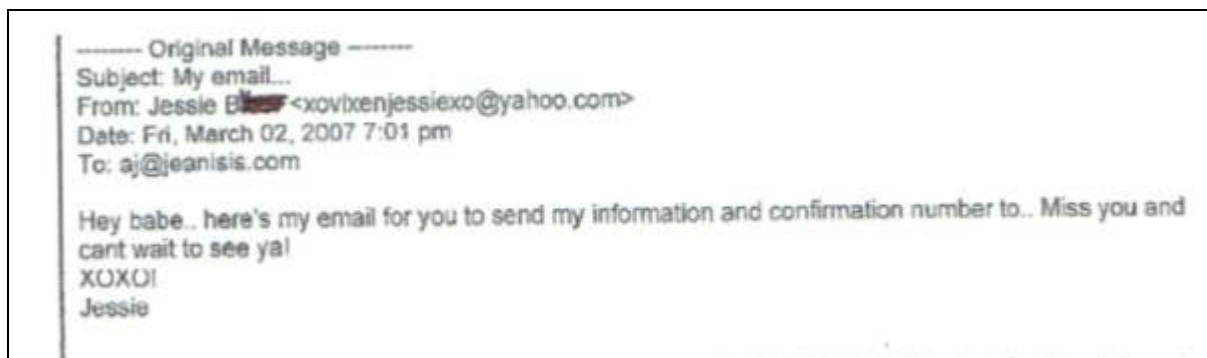 -------- Original Message --------
Subject: My email...
From: Jessie <xovixenjessiexo@yahoo.com>
Date: Fri, March 02, 2007 7:01 pm
To: aj@jeanisis.com
Hey babe.. here's my email for you to send my information and confirmation number to.. Miss you and
cant wait to see ya!
XOXO!
Jessie